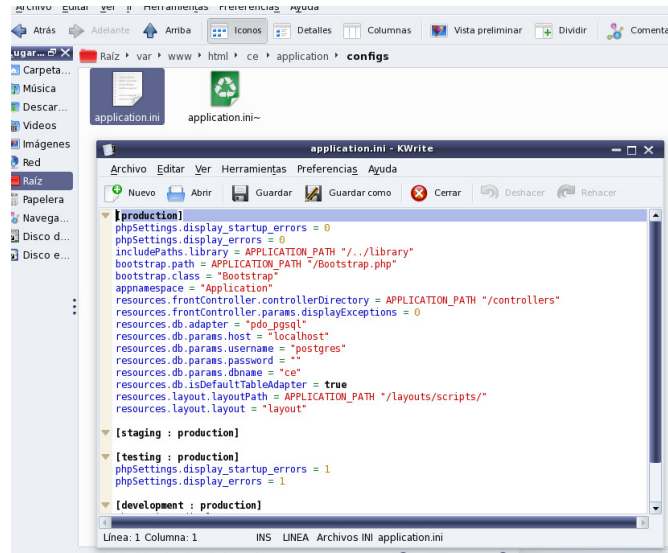 Archivo Editar Ver Ir Herramientas Preferencias Ayuda
Atrás Adelante Arriba Iconos Detalles Columnas Vista preliminar Dividir Comenta
ugar...
Raíz var www html ce application configs
Carpeta...
Música
Descar...
Videos
Imágenes
Red
Raíz
Papelera
Navega...
Disco d...
Disco e...
application.ini application.ini~
application.ini - KWrite
Archivo Editar Ver Herramientas Preferencias Ayuda
Nuevo Abrir Guardar Guardar como Cerrar Deshacer Rehacer
[production]
phpSettings.display_startup_errors = 0
phpSettings.display_errors = 0
includePaths.library = APPLICATION_PATH "/../library"
bootstrap.path = APPLICATION_PATH "/Bootstrap.php"
bootstrap.class = "Bootstrap"
appnamespace = "Application"
resources.frontController.controllerDirectory = APPLICATION_PATH "/controllers"
resources.frontController.params.displayExceptions = 0
resources.db.adapter = "pdo_pgsql"
resources.db.params.host = "localhost"
resources.db.params.username = "postgres"
resources.db.params.password = ""
resources.db.params.dbname = "ce"
resources.db.isDefaultTableAdapter = true
resources.layout.layoutPath = APPLICATION_PATH "/layouts/scripts/"
resources.layout.layout = "layout"
[staging : production]
[testing : production]
phpSettings.display_startup_errors = 1
phpSettings.display_errors = 1
[development : production]
Línea: 1 Columna: 1 INS LINEA Archivos INI application.ini